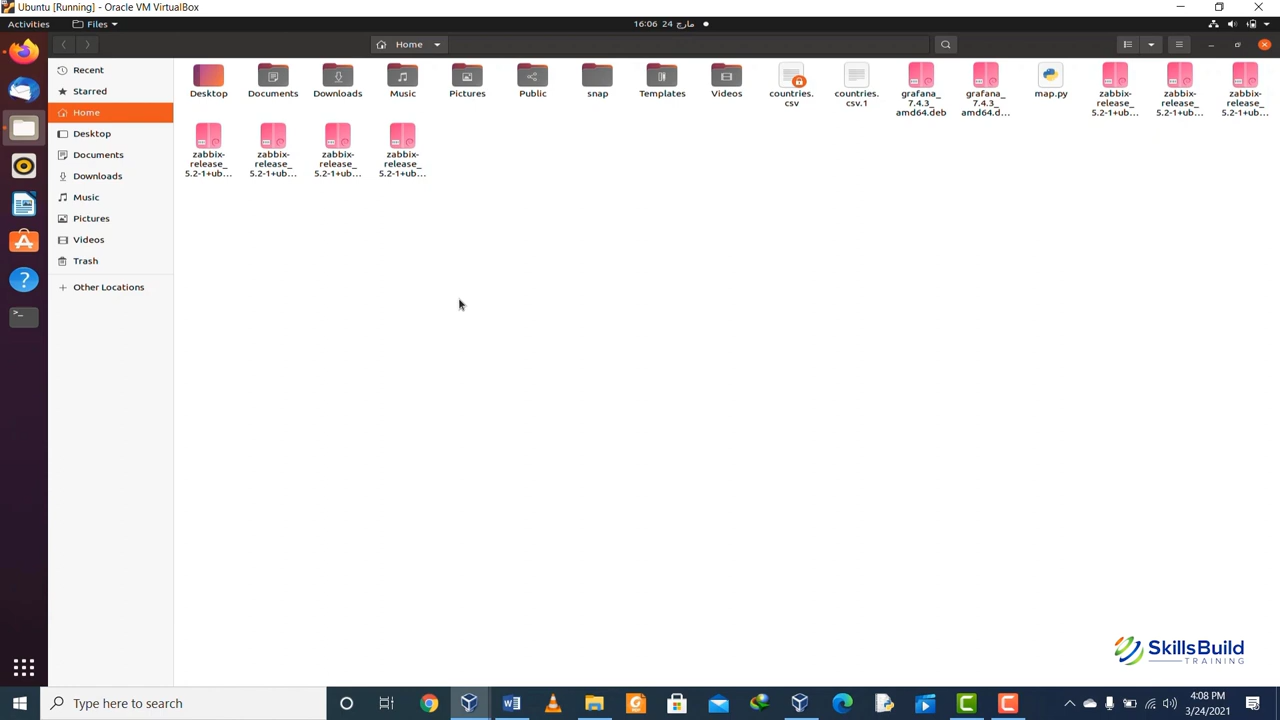 Ubuntu [Running] - Oracle VM VirtualBox
Activities
Files
16:06 24 مارچ
Home
Recent
Starred
Home
Desktop
Documents
Downloads
Music
Pictures
Videos
Trash
Other Locations
Desktop
Documents
Downloads
Music
Pictures
Public
snap
Templates
Videos
countries.
csv
countries.
csv.1
grafana_
7.4.3_
amd64.deb
grafana_
7.4.3_
amd64.d...
map.py
zabbix-
release_
5.2-1+ub...
zabbix-
release_
5.2-1+ub...
zabbix-
release_
5.2-1+ub...
zabbix-
release_
5.2-1+ub...
zabbix-
release_
5.2-1+ub...
zabbix-
release_
5.2-1+ub...
zabbix-
release_
5.2-1+ub...
SkillsBuild
TRAINING
Type here to search
4:08 PM
3/24/2021